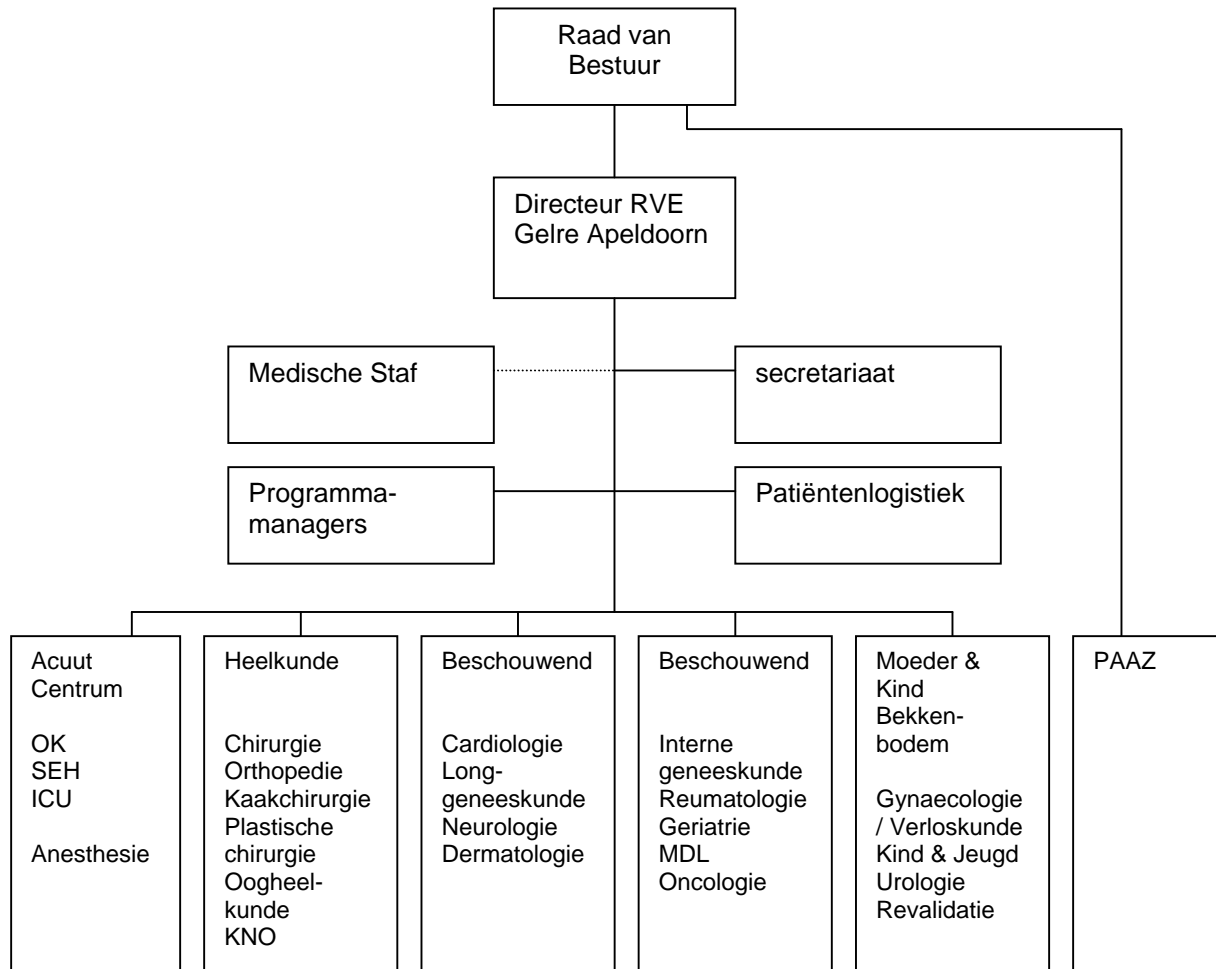 Raad van
Bestuur
Directeur RVE
Gelre Apeldoorn
Medische Staf
secretariaat
Programma-
managers
Patiëntenlogistiek
Acuut
Centrum
OK
SEH
ICU
Anesthesie
Heelkunde
Chirurgie
Orthopedie
Kaakchirurgie
Plastische
chirurgie
Oogheel-
kunde
KNO
Beschouwend
Cardiologie
Long-
geneeskunde
Neurologie
Dermatologie
Beschouwend
Interne
geneeskunde
Reumatologie
Geriatrie
MDL
Oncologie
Moeder &
Kind
Bekken-
bodem
Gynaecologie
/ Verloskunde
Kind & Jeugd
Urologie
Revalidatie
PAAZ